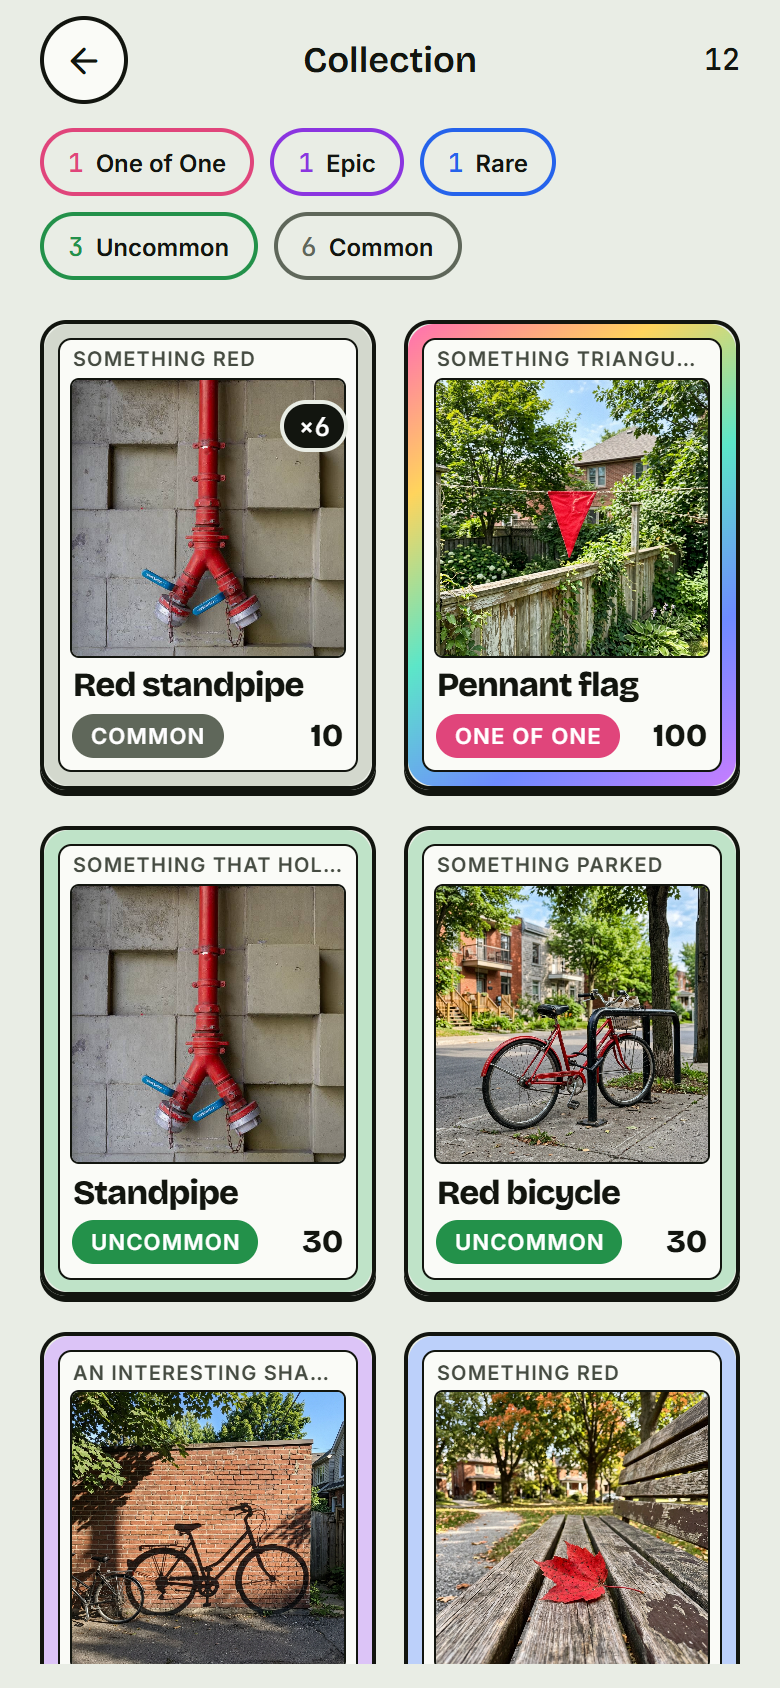 Collection
12
1 One of One
1 Epic
1 Rare
3 Uncommon
6 Common
SOMETHING RED
×6
Red standpipe
COMMON
10
SOMETHING TRIANGU...
Pennant flag
ONE OF ONE
100
SOMETHING THAT HOL...
Standpipe
UNCOMMON
30
SOMETHING PARKED
Red bicycle
UNCOMMON
30
AN INTERESTING SHA...
SOMETHING RED